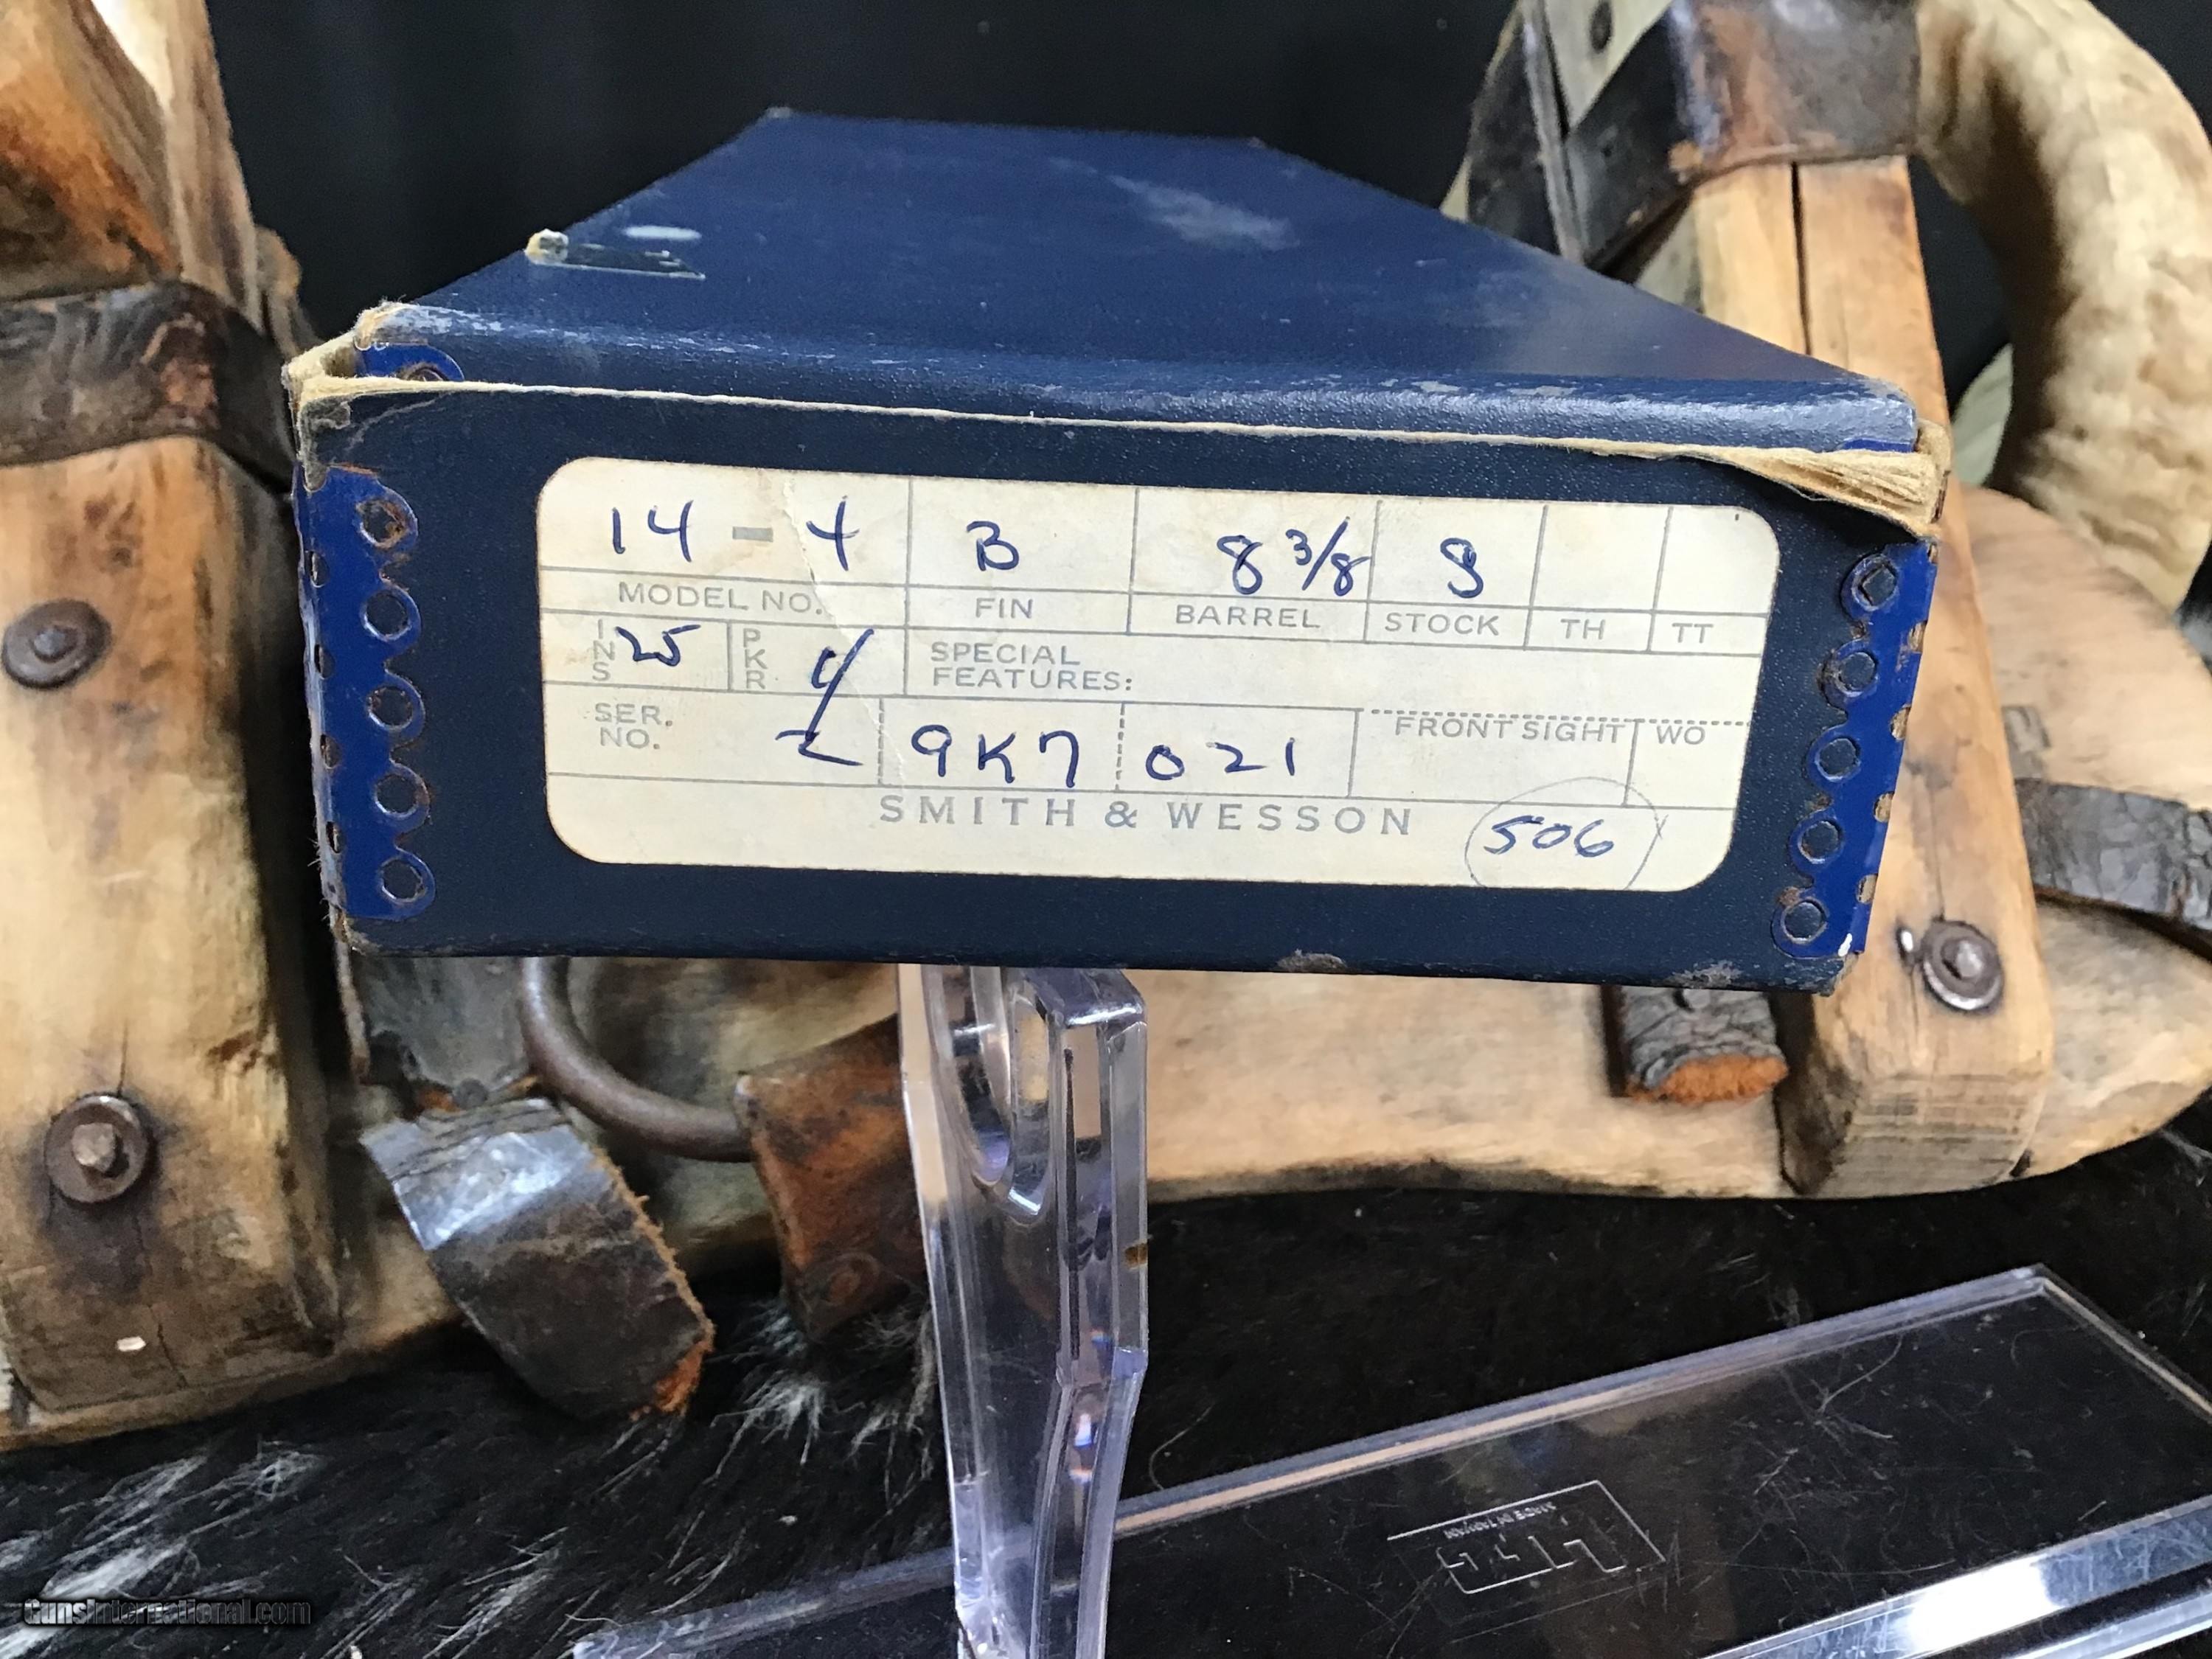 14 - 4 B 8 3/8 S
MODEL NO. FIN BARREL STOCK TH TT
INS 25 PKR 4/2 SPECIAL FEATURES:
SER. NO. 9K7 021 FRONT SIGHT WO
SMITH & WESSON 506
GunsInternational.com